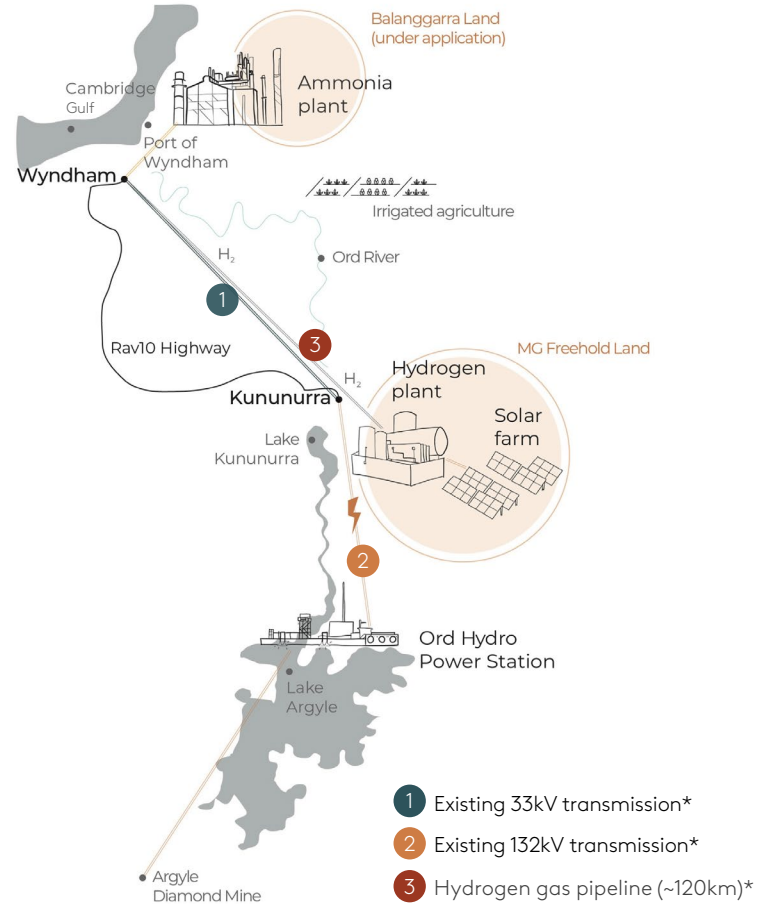 Balanggarra Land
(under application)
Ammonia
plant
Cambridge
Gulf
Port of
Wyndham
Wyndham
Irrigated agriculture
H₂
Ord River
1
3
Rav10 Highway
MG Freehold Land
H₂
Hydrogen
plant
Kununurra
Solar
farm
Lake
Kununurra
2
Ord Hydro
Power Station
Lake
Argyle
1 Existing 33kV transmission*
2 Existing 132kV transmission*
3 Hydrogen gas pipeline (~120km)*
Argyle
Diamond Mine